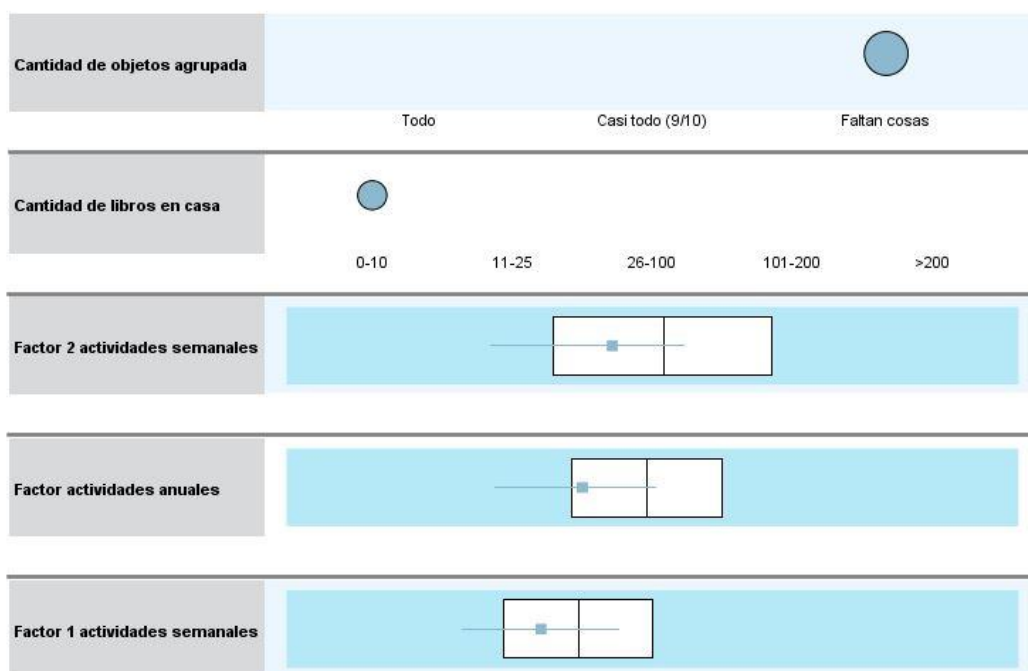 Cantidad de objetos agrupada
Todo Casi todo (9/10) Faltan cosas
Cantidad de libros en casa
0-10 11-25 26-100 101-200 >200
Factor 2 actividades semanales
Factor actividades anuales
Factor 1 actividades semanales